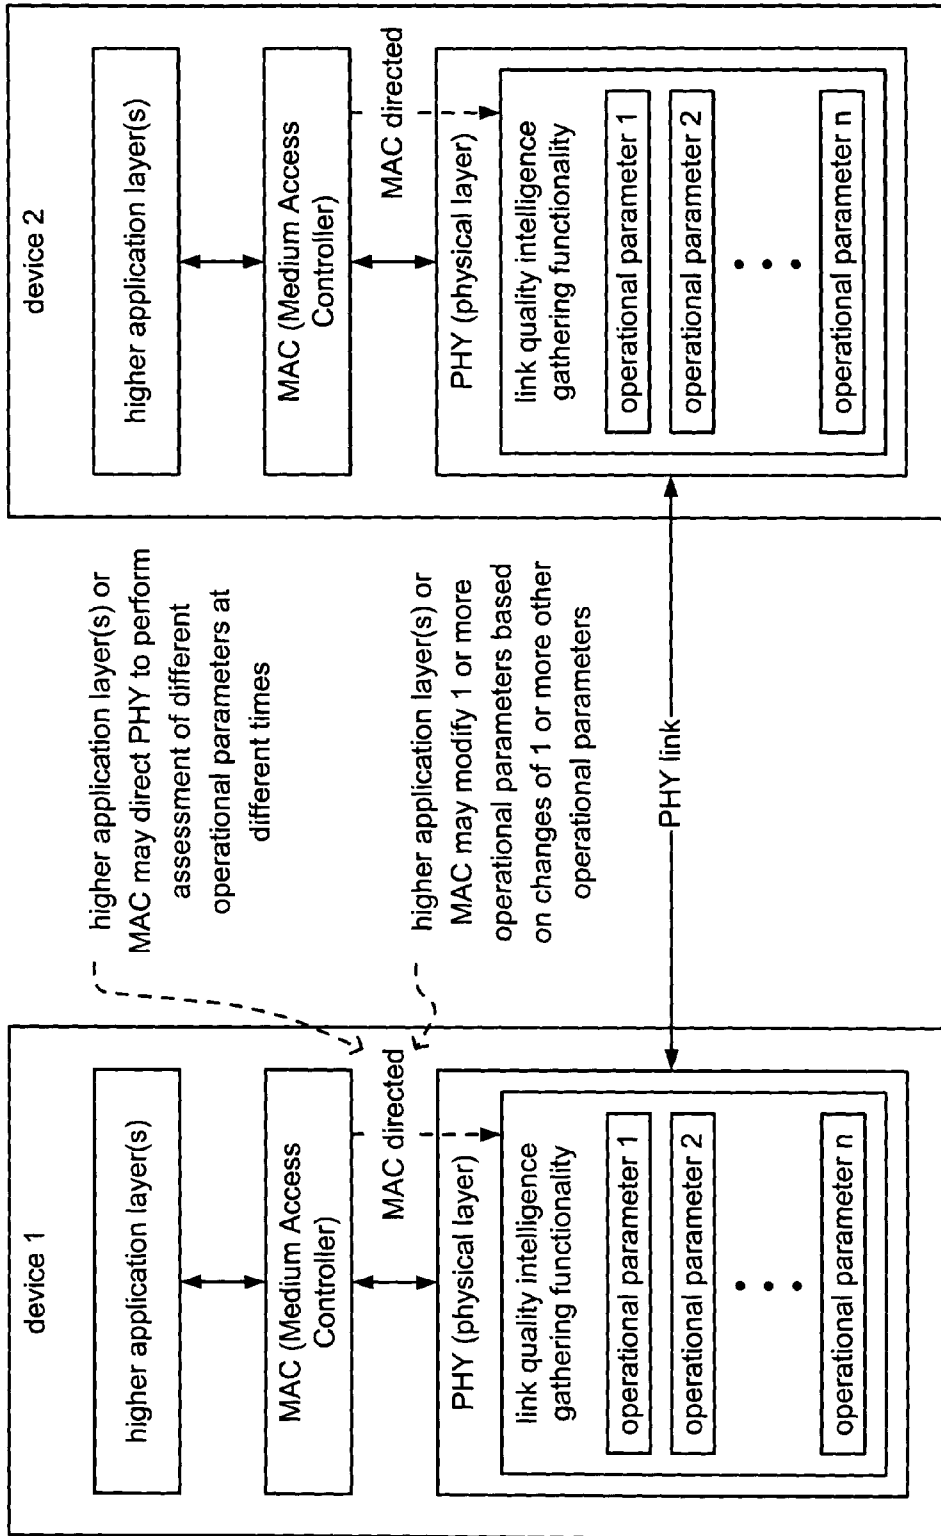 device 1
higher application layer(s)
MAC (Medium Access
Controller)
MAC directed
PHY (physical layer)
link quality intelligence
gathering functionality
operational parameter 1
operational parameter 2
operational parameter n
higher application layer(s) or
MAC may direct PHY to perform
assessment of different
operational parameters at
different times
higher application layer(s) or
MAC may modify 1 or more
operational parameters based
on changes of 1 or more other
operational parameters
PHY link
device 2
higher application layer(s)
MAC (Medium Access
Controller)
MAC directed
PHY (physical layer)
link quality intelligence
gathering functionality
operational parameter 1
operational parameter 2
operational parameter n